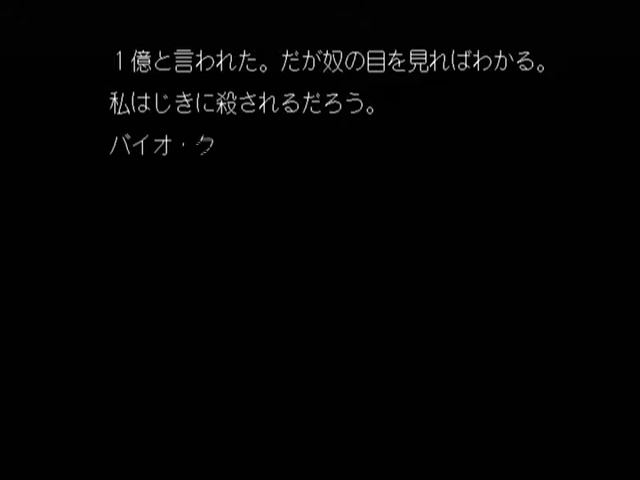 １億と言われた。だが奴の目を見ればわかる。
私はじきに殺されるだろう。
バイオ・ク